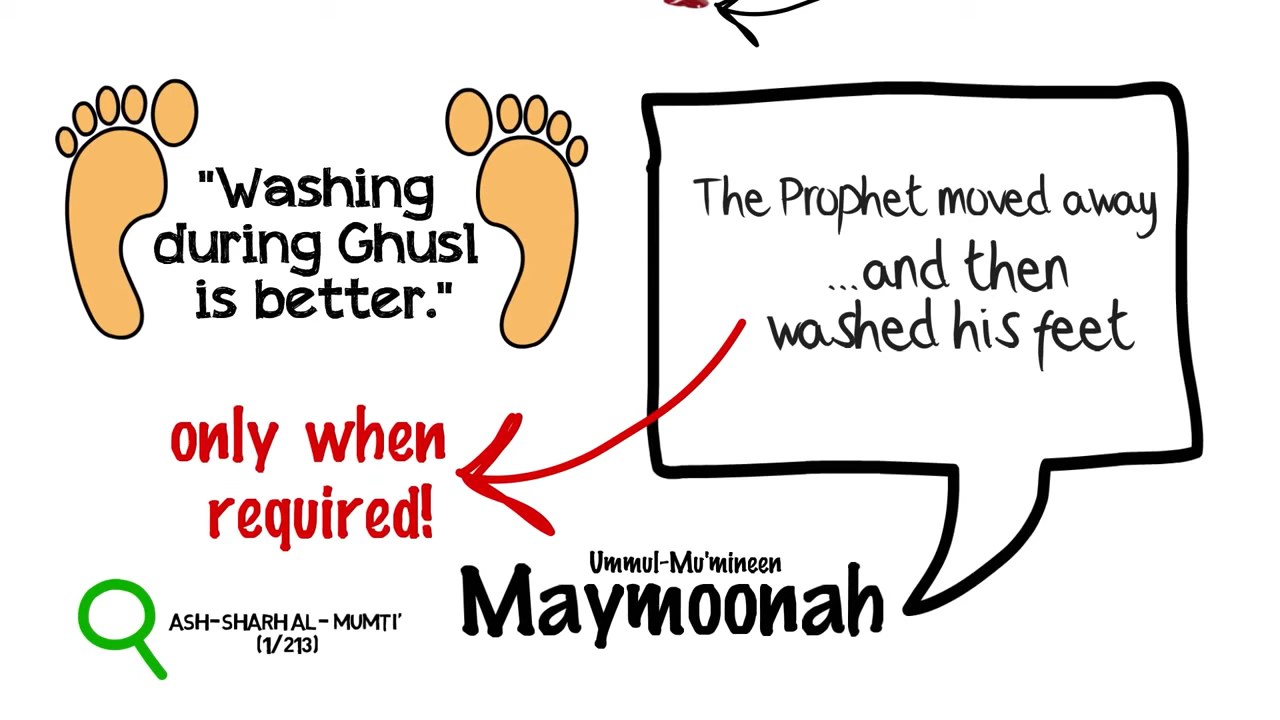 "Washing
during Ghusl
is better."
The Prophet moved away
...and then
washed his feet
only when
required!
Ummul-Mu'mineen
Maymoonah
ASH-SHARH AL-MUMTI'
(1/213)